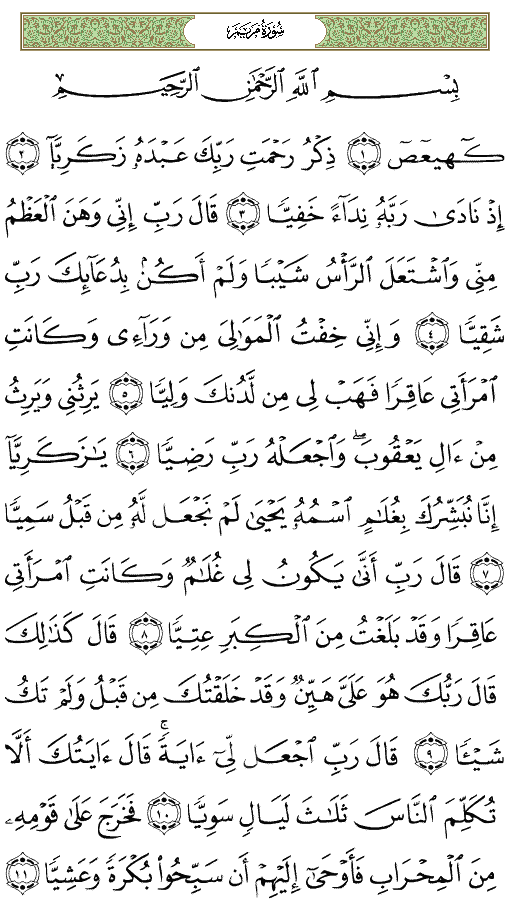 سُورَةُ مَرْيَمَ
بِسْمِ ٱللَّهِ ٱلرَّحْمَٰنِ ٱلرَّحِيمِ
كٓهيعٓصٓ ١ ذِكْرُ رَحْمَتِ رَبِّكَ عَبْدَهُۥ زَكَرِيَّآ ٢
إِذْ نَادَىٰ رَبَّهُۥ نِدَآءً خَفِيًّا ٣ قَالَ رَبِّ إِنِّى وَهَنَ ٱلْعَظْمُ
مِنِّى وَٱشْتَعَلَ ٱلرَّأْسُ شَيْبًا وَلَمْ أَكُنۢ بِدُعَآئِكَ رَبِّ
شَقِيًّا ٤ وَإِنِّى خِفْتُ ٱلْمَوَٰلِىَ مِن وَرَآءِى وَكَانَتِ
ٱمْرَأَتِى عَاقِرًا فَهَبْ لِى مِن لَّدُنكَ وَلِيًّا ٥ يَرِثُنِى وَيَرِثُ
مِنْ ءَالِ يَعْقُوبَ ۖ وَٱجْعَلْهُ رَبِّ رَضِيًّا ٦ يَٰزَكَرِيَّآ
إِنَّا نُبَشِّرُكَ بِغُلَٰمٍ ٱسْمُهُۥ يَحْيَىٰ لَمْ نَجْعَل لَّهُۥ مِن قَبْلُ سَمِيًّا
٧ قَالَ رَبِّ أَنَّىٰ يَكُونُ لِى غُلَٰمٌ وَكَانَتِ ٱمْرَأَتِى
عَاقِرًا وَقَدْ بَلَغْتُ مِنَ ٱلْكِبَرِ عِتِيًّا ٨ قَالَ كَذَٰلِكَ
قَالَ رَبُّكَ هُوَ عَلَىَّ هَيِّنٌ وَقَدْ خَلَقْتُكَ مِن قَبْلُ وَلَمْ تَكُ
شَيْـًٔا ٩ قَالَ رَبِّ ٱجْعَل لِّىٓ ءَايَةً ۚ قَالَ ءَايَتُكَ أَلَّا
تُكَلِّمَ ٱلنَّاسَ ثَلَٰثَ لَيَالٍ سَوِيًّا ١٠ فَخَرَجَ عَلَىٰ قَوْمِهِۦ
مِنَ ٱلْمِحْرَابِ فَأَوْحَىٰٓ إِلَيْهِمْ أَن سَبِّحُوا۟ بُكْرَةً وَعَشِيًّا ١١